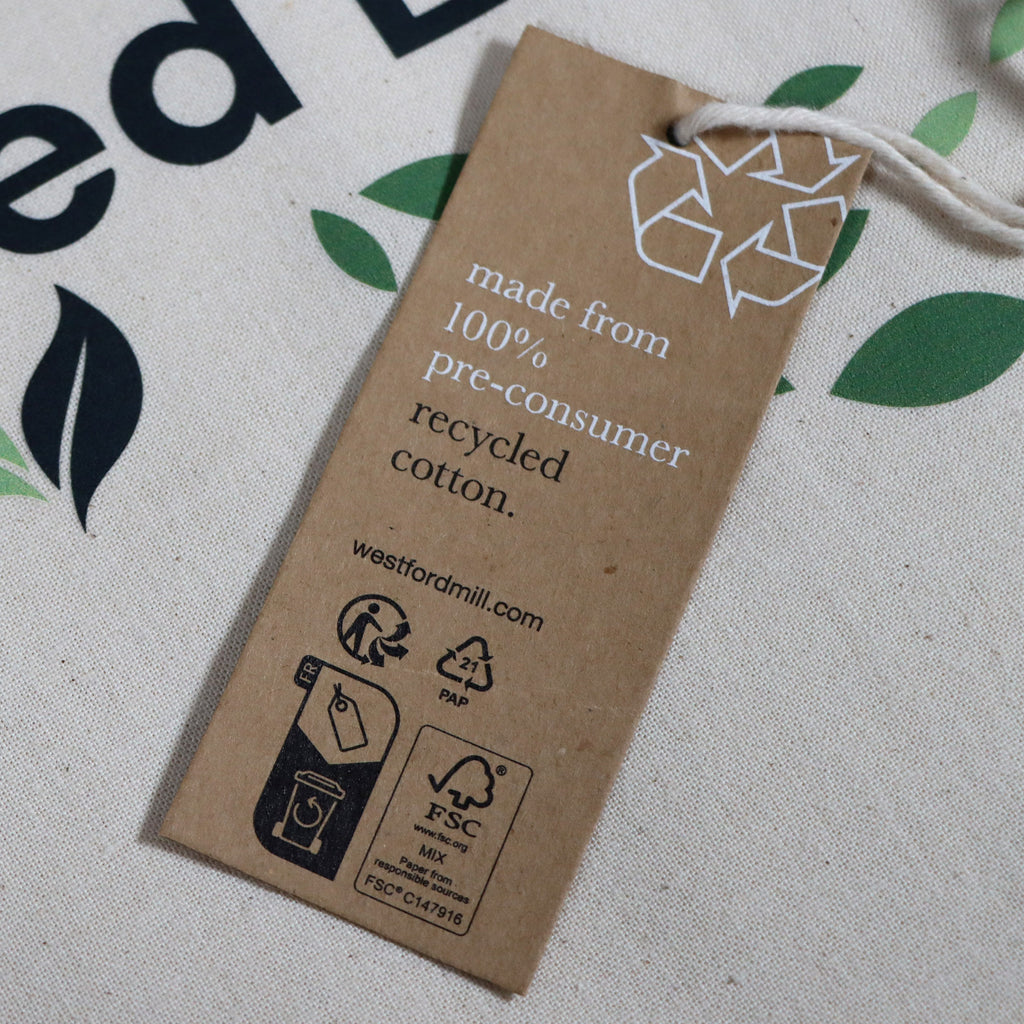 ed
made from
100%
pre-consumer
recycled
cotton.
westfordmill.com
21
PAP
FR
FSC®
www.fsc.org
MIX
Paper from
responsible sources
FSC® C147916